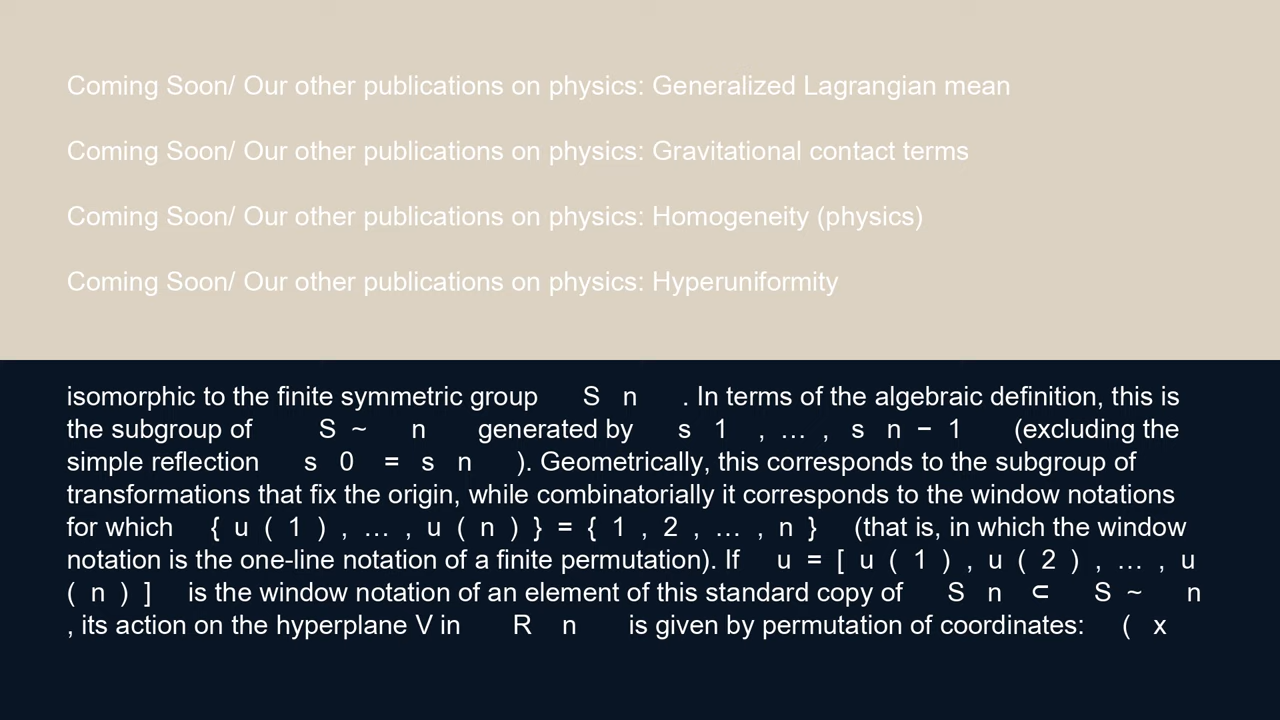 Coming Soon/ Our other publications on physics: Generalized Lagrangian mean
Coming Soon/ Our other publications on physics: Gravitational contact terms
Coming Soon/ Our other publications on physics: Homogeneity (physics)
Coming Soon/ Our other publications on physics: Hyperuniformity
isomorphic to the finite symmetric group S n . In terms of the algebraic definition, this is
the subgroup of S ~ n generated by s 1 , … , s n − 1 (excluding the
simple reflection s 0 = s n ). Geometrically, this corresponds to the subgroup of
transformations that fix the origin, while combinatorially it corresponds to the window notations
for which { u ( 1 ) , … , u ( n ) } = { 1 , 2 , … , n } (that is, in which the window
notation is the one-line notation of a finite permutation). If u = [ u ( 1 ) , u ( 2 ) , … , u
( n ) ] is the window notation of an element of this standard copy of S n ⊂ S ~ n
, its action on the hyperplane V in R n is given by permutation of coordinates: ( x